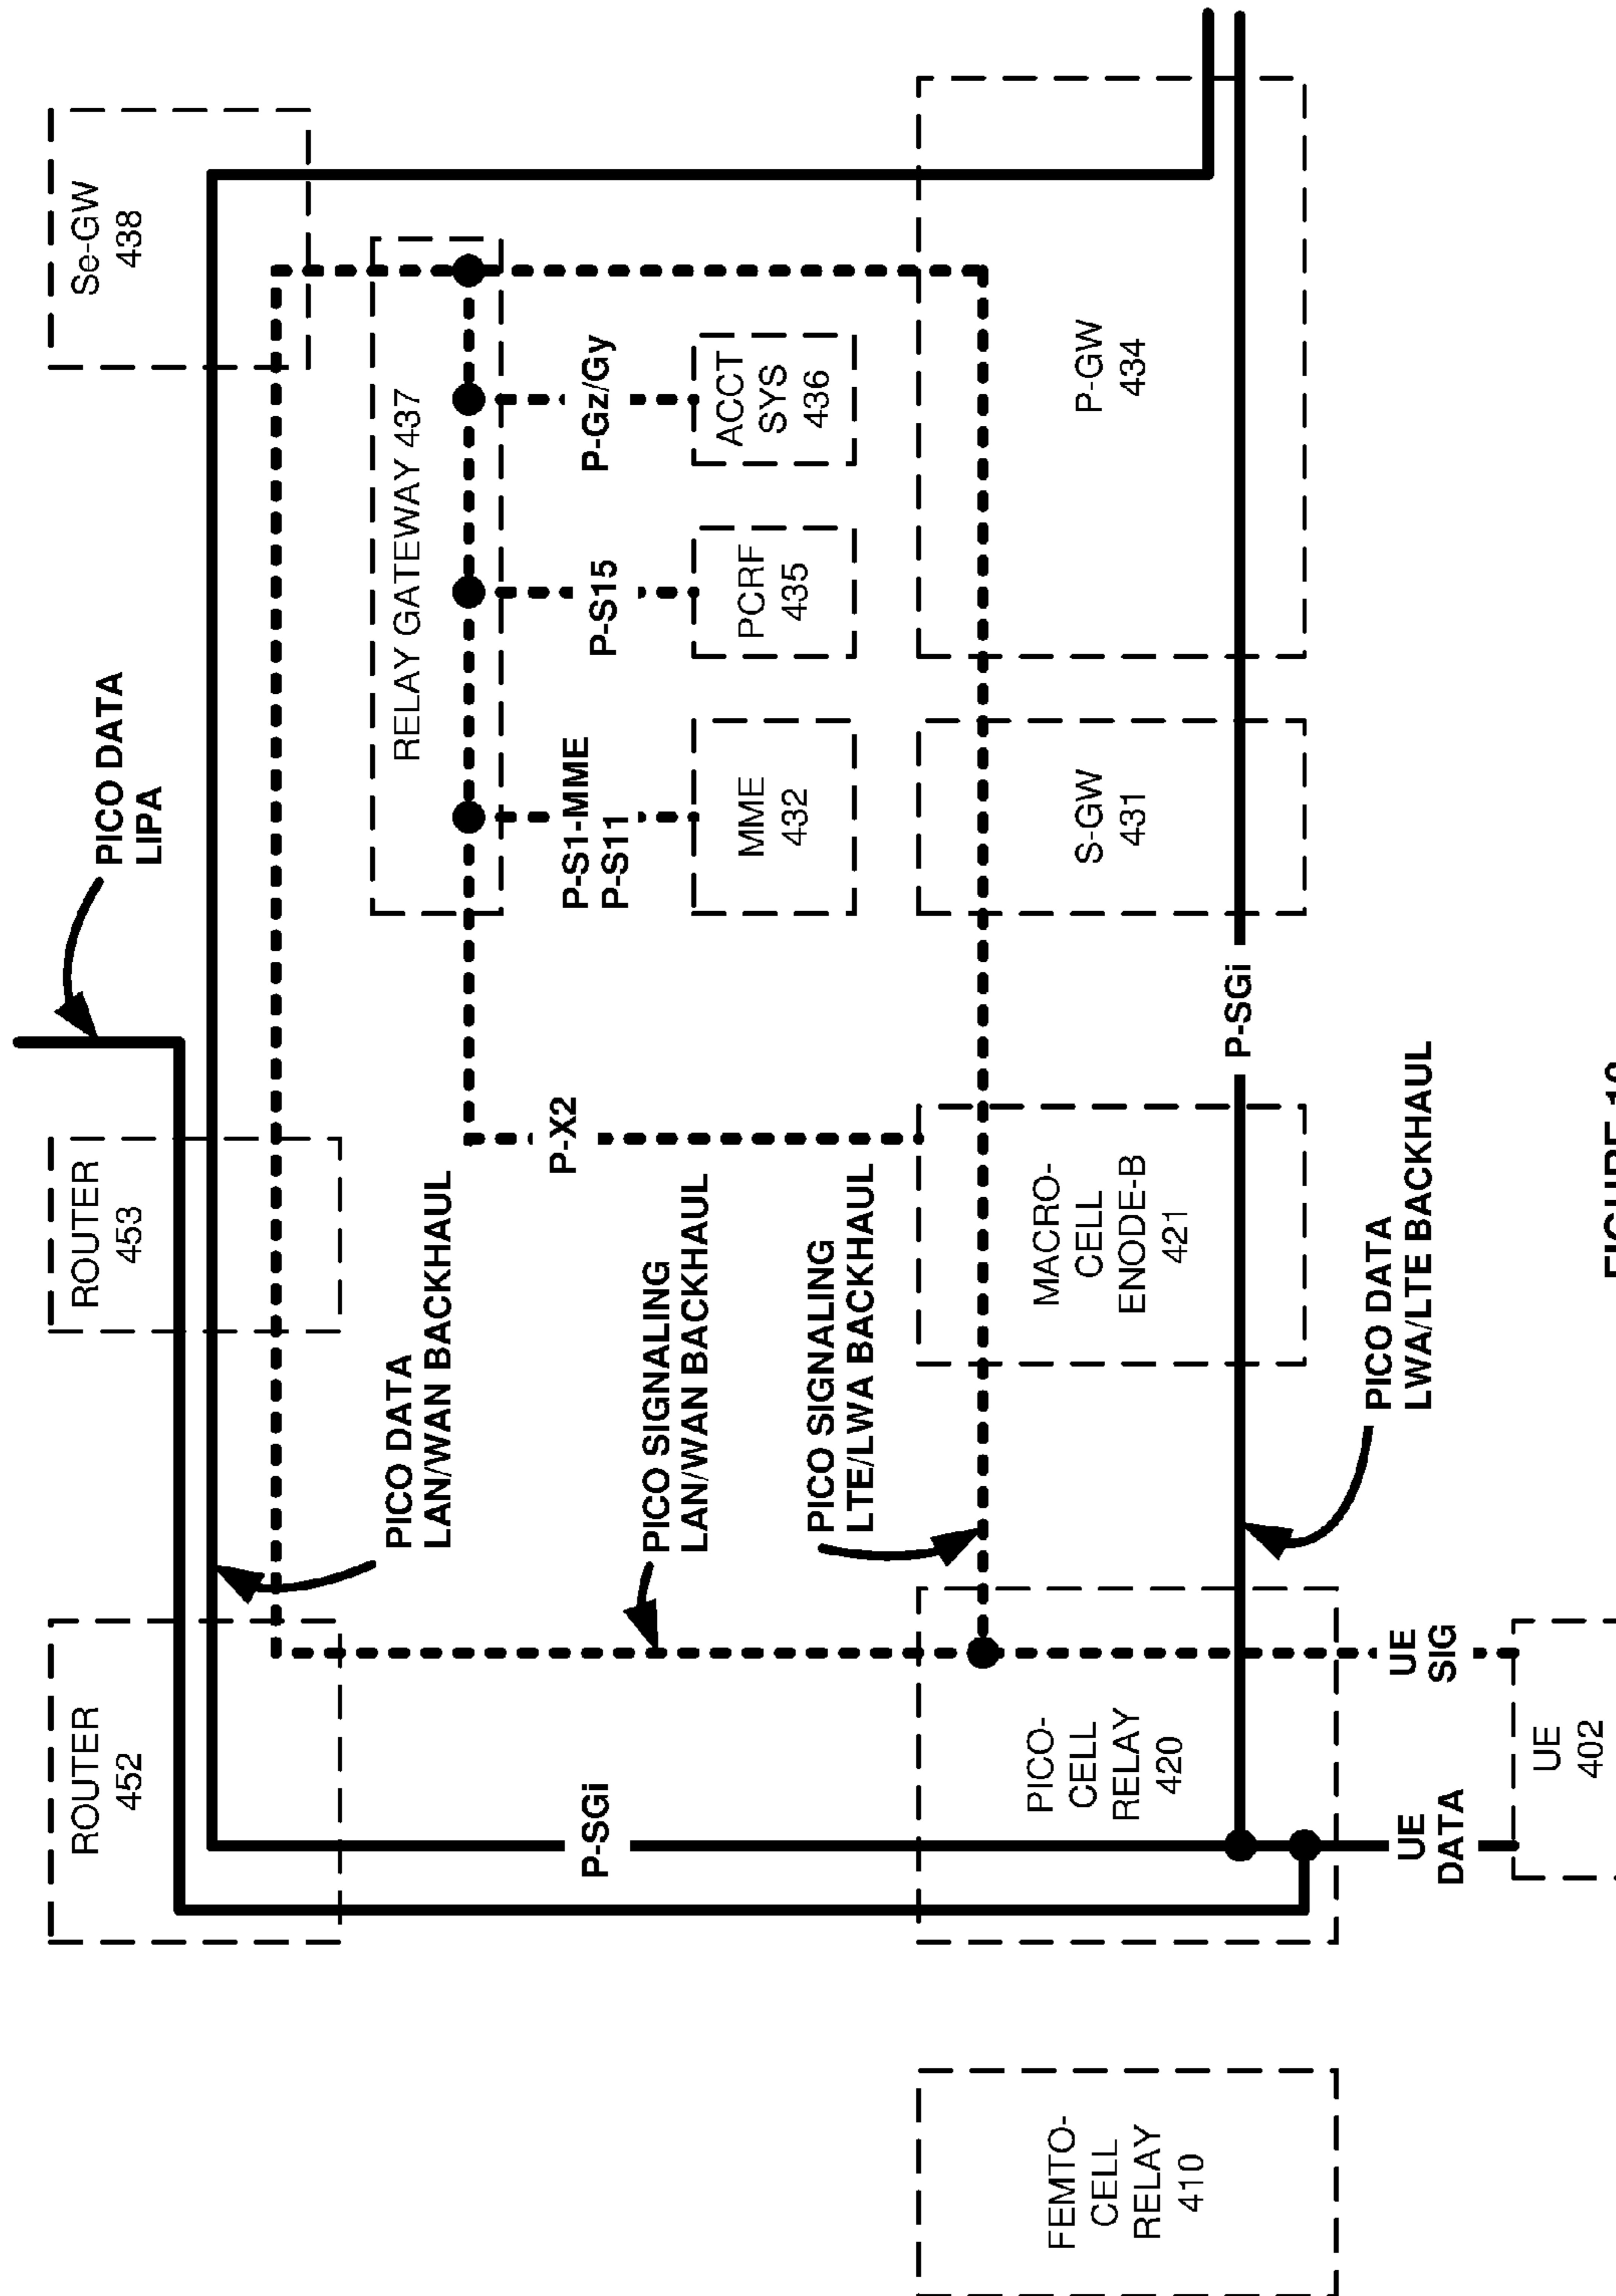 ROUTER
452
ROUTER
453
Se-GW
438
PICO DATA
LIPA
PICO DATA
LAN/WAN BACKHAUL
RELAY GATEWAY 437
P-SGi
P-X2
P-S1-MME
P-S11
P-S15
P-Gz/Gy
PICO SIGNALING
LAN/WAN BACKHAUL
MME
432
PCRF
435
ACCT
SYS
436
PICO SIGNALING
LTE/LWA BACKHAUL
FEMTO-
CELL
RELAY
410
PICO-
CELL
RELAY
420
MACRO-
CELL
ENODE-B
421
S-GW
431
P-GW
434
P-SGi
UE
DATA
UE
SIG
PICO DATA
LWA/LTE BACKHAUL
UE
402